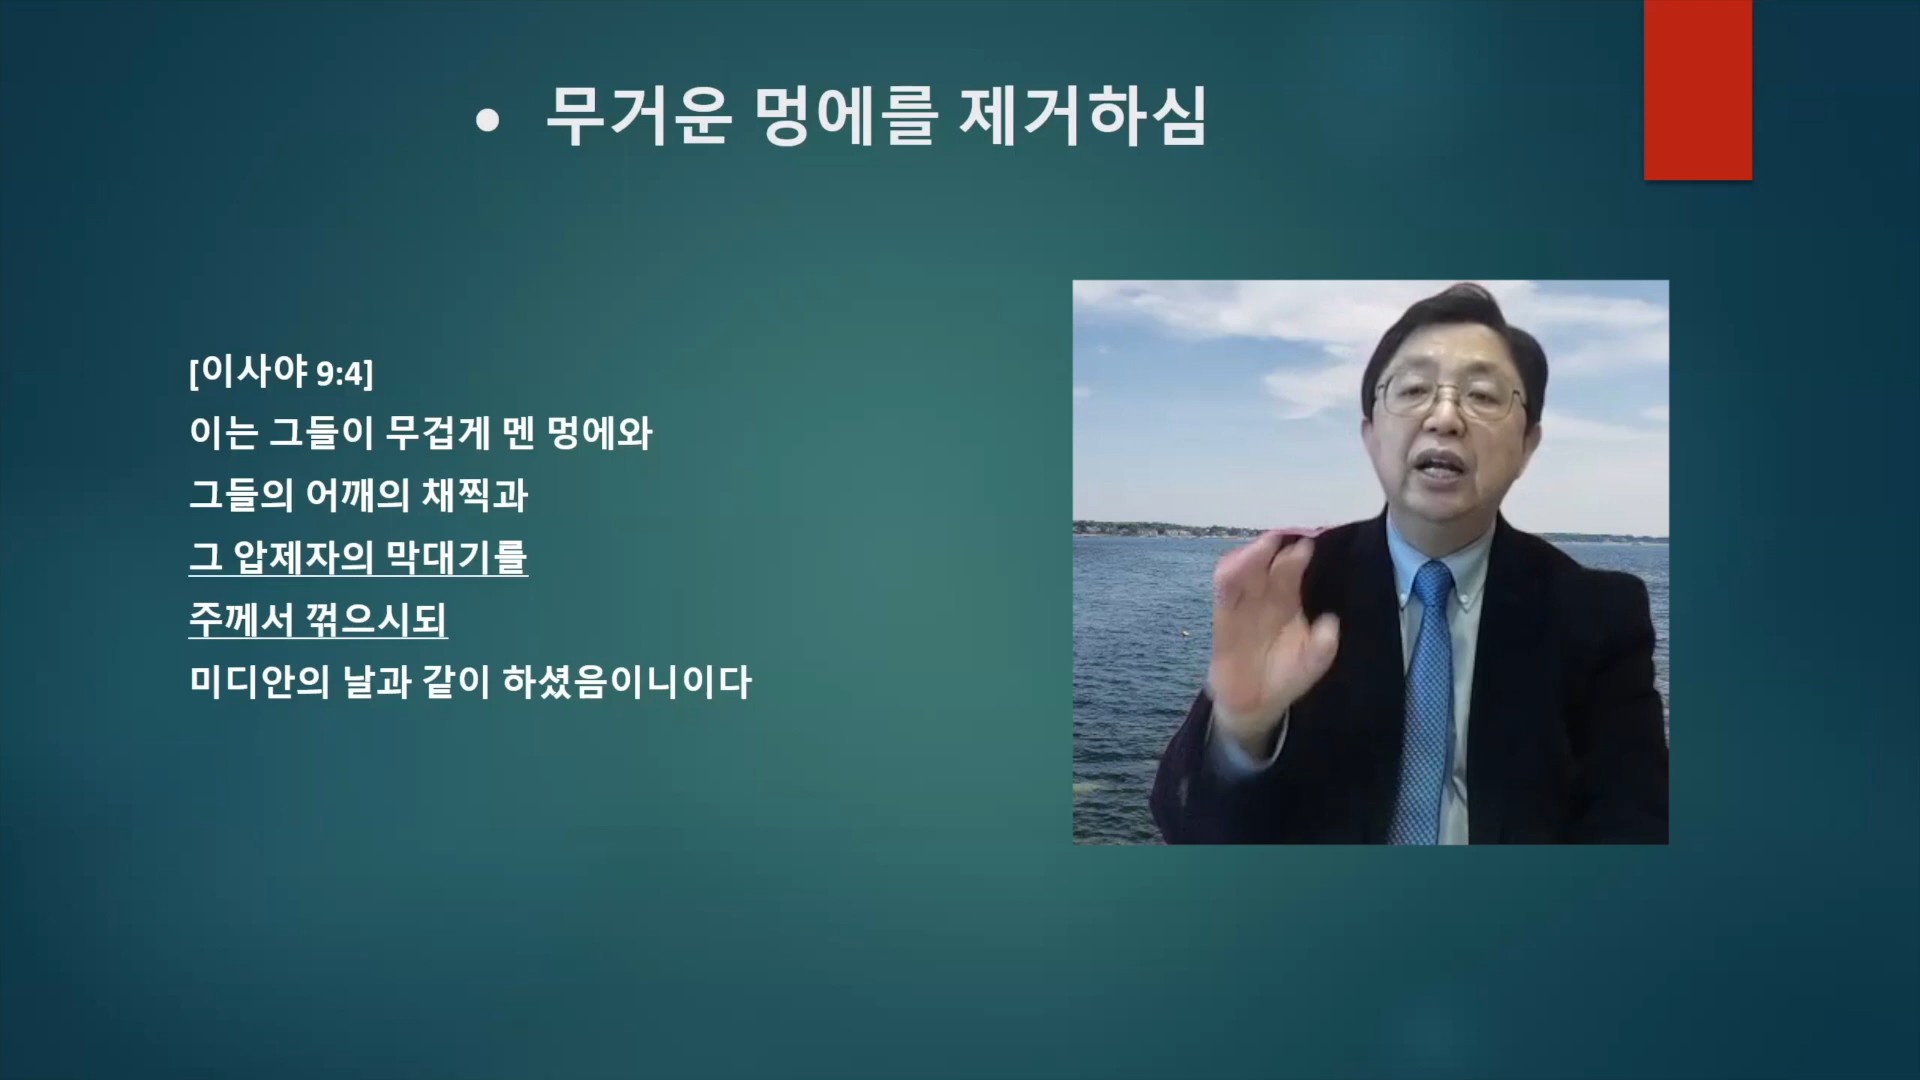 • 무거운 멍에를 제거하심
[이사야 9:4]
이는 그들이 무겁게 멘 멍에와
그들의 어깨의 채찍과
그 압제자의 막대기를
주께서 꺾으시되
미디안의 날과 같이 하셨음이니이다